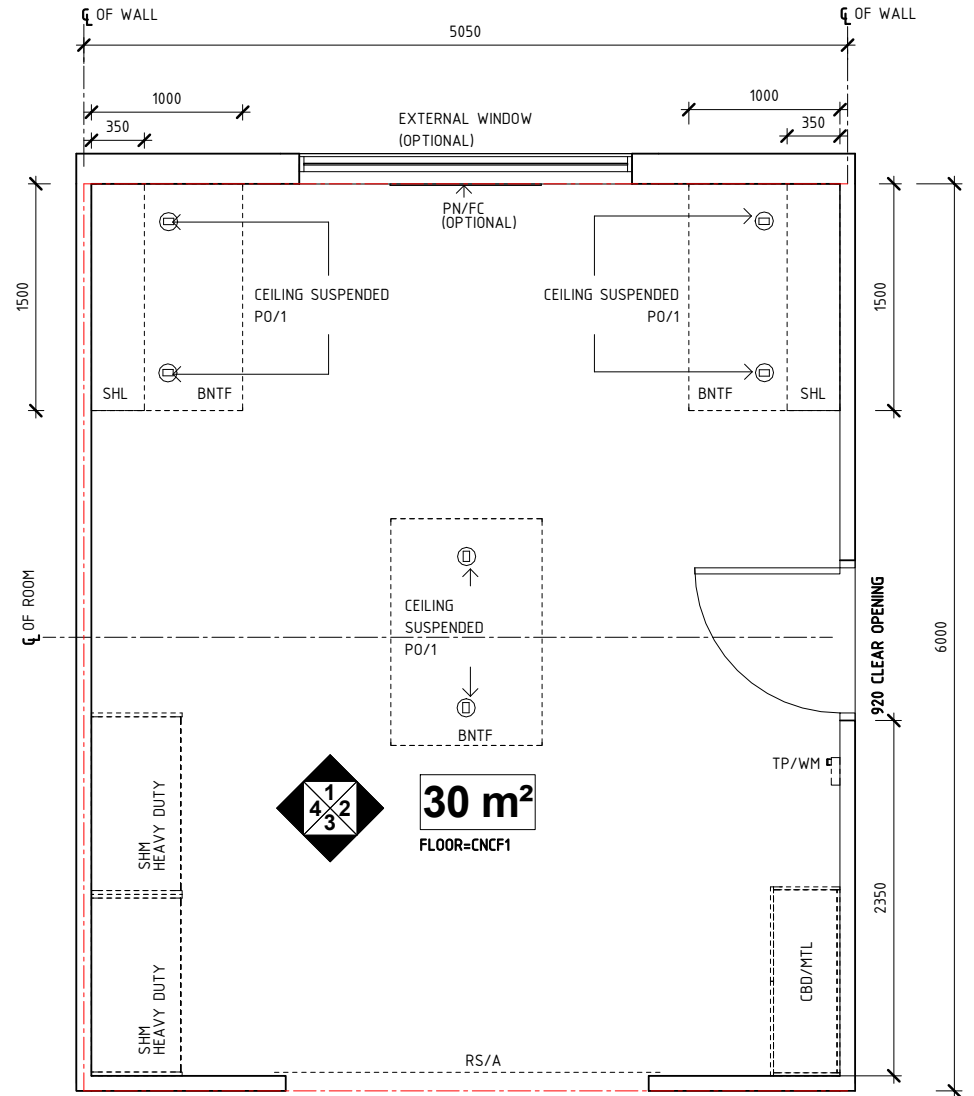 ℄ OF WALL
℄ OF WALL
5050
1000
1000
350
350
EXTERNAL WINDOW
(OPTIONAL)
PN/FC
(OPTIONAL)
1500
CEILING SUSPENDED
PO/1
CEILING SUSPENDED
PO/1
1500
SHL
BNTF
BNTF
SHL
℄ OF ROOM
CEILING
SUSPENDED
PO/1
BNTF
920 CLEAR OPENING
6000
TP/WM
1
4 2
3
30 m²
FLOOR=CNCF1
SHM
HEAVY DUTY
SHM
HEAVY DUTY
2350
CBD/MTL
RS/A